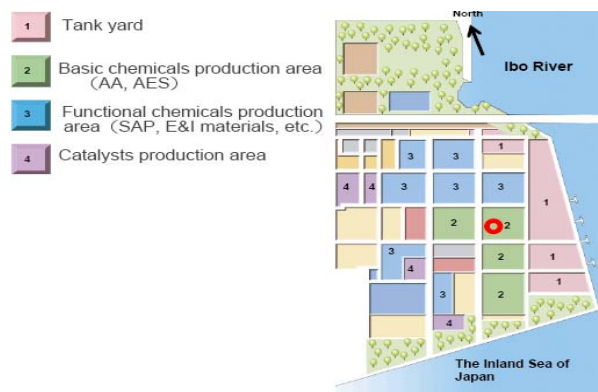 1 Tank yard
2 Basic chemicals production area
(AA, AES)
3 Functional chemicals production
area (SAP, E&I materials, etc.)
4 Catalysts production area
North
Ibo River
1
3 3
4 4 3 3 3 1
2 2
3 4 2 1
3 2 1
4
The Inland Sea of
Japan